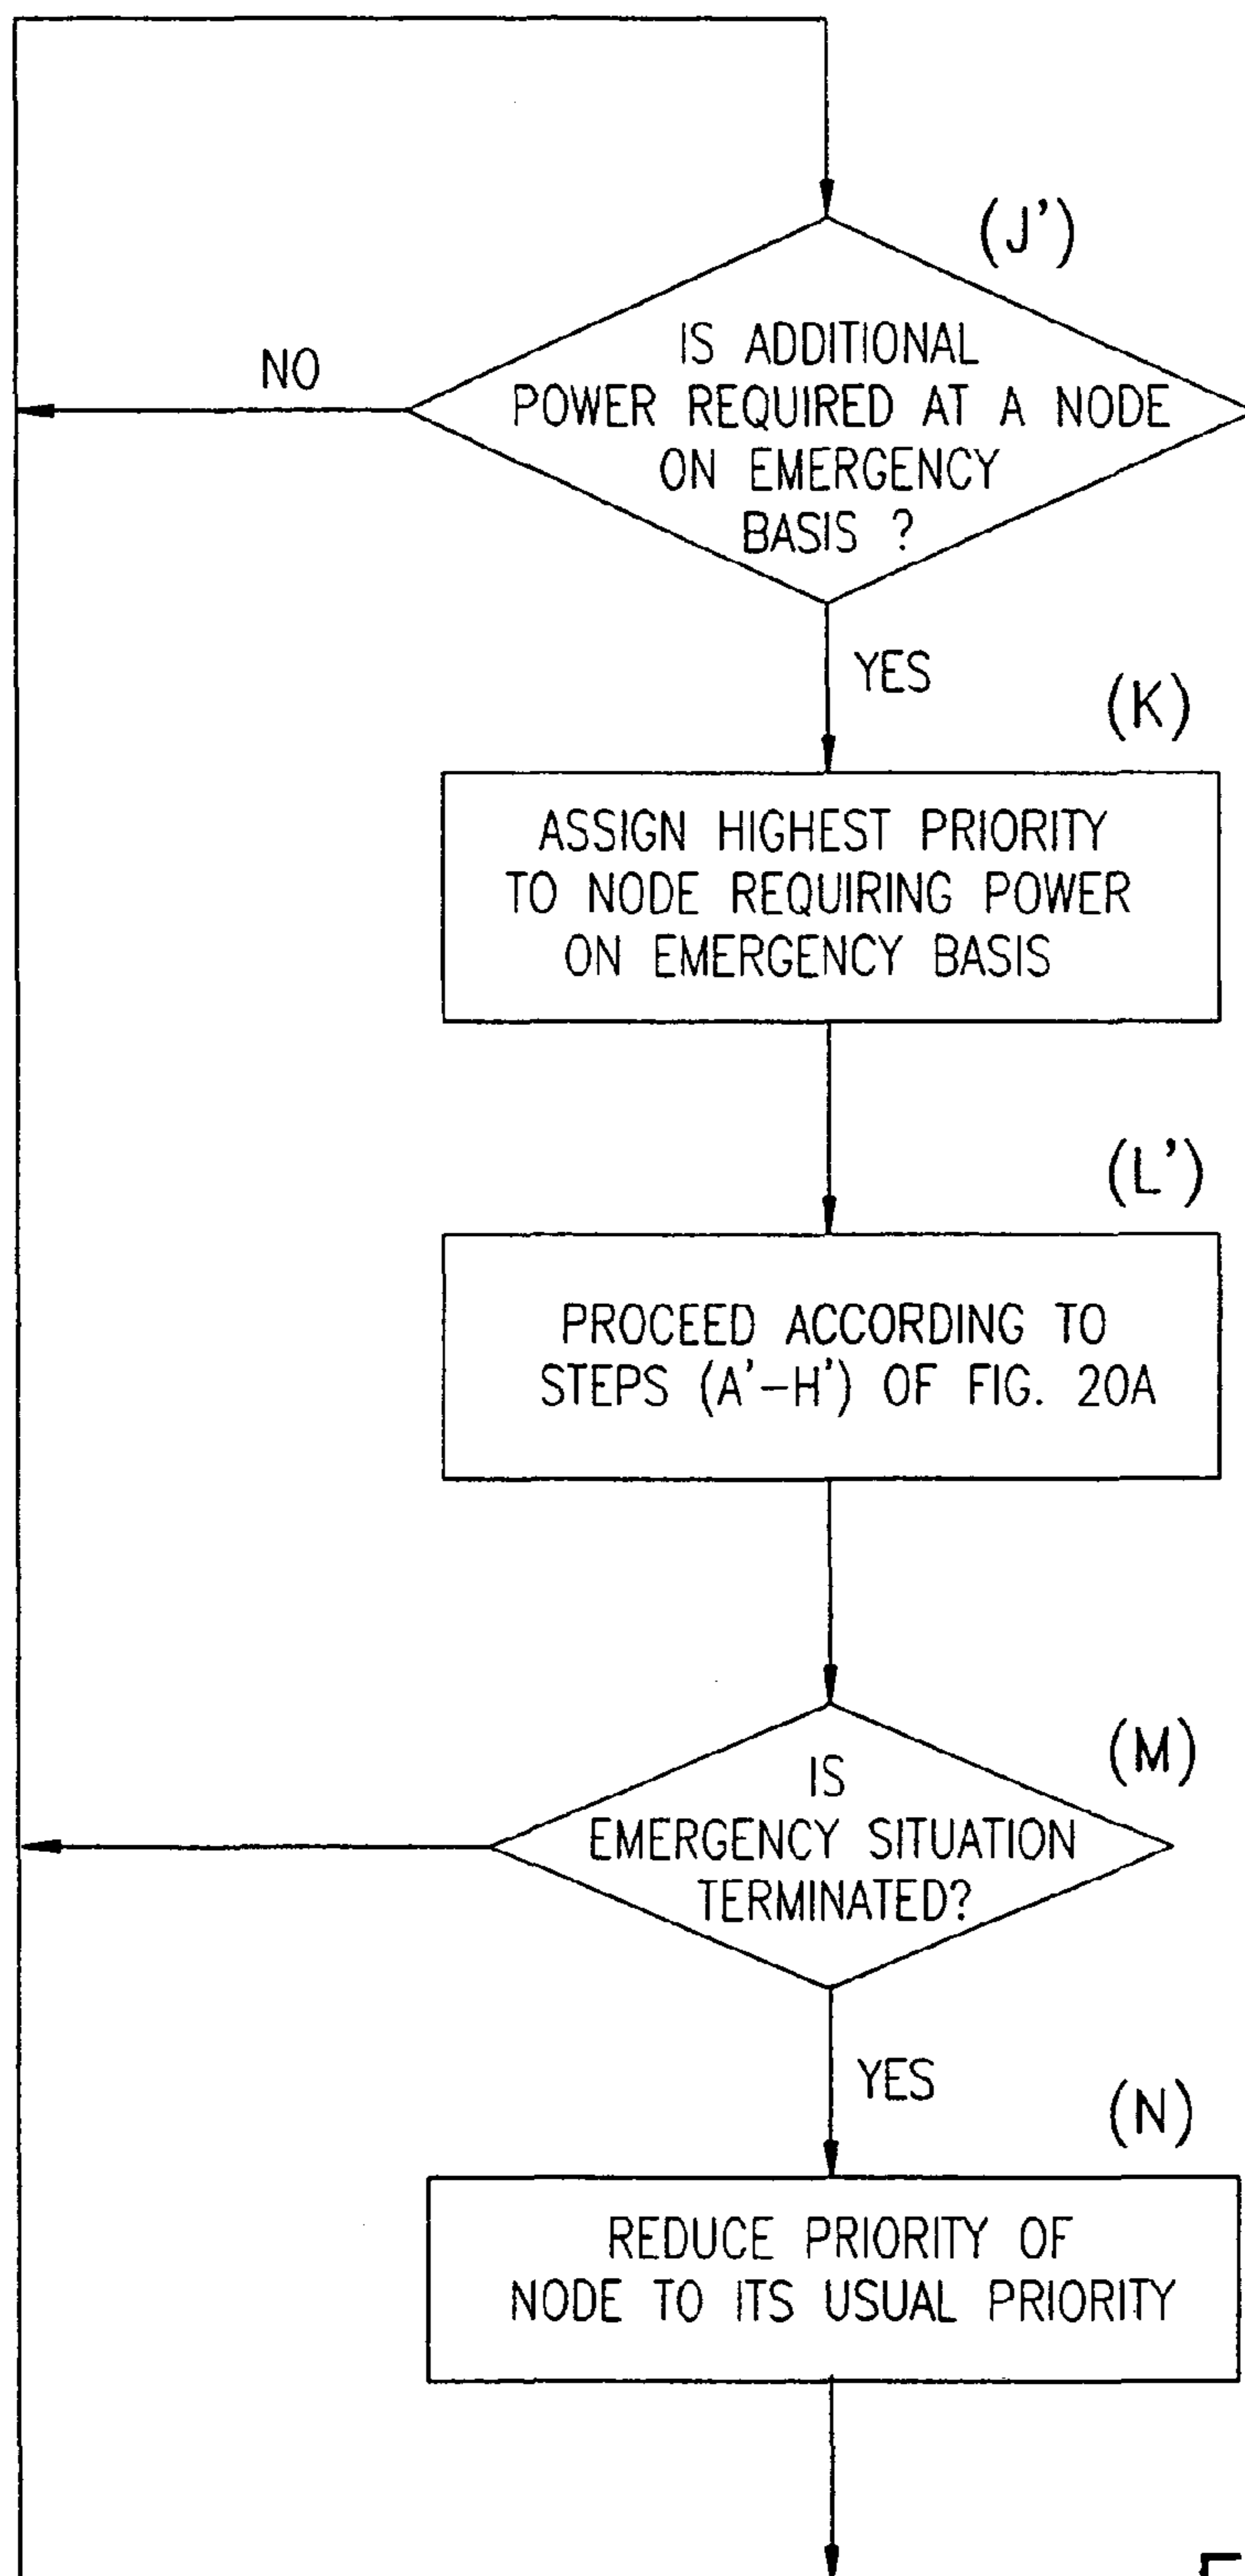 (J')
IS ADDITIONAL
POWER REQUIRED AT A NODE
ON EMERGENCY
BASIS ?
NO
YES
(K)
ASSIGN HIGHEST PRIORITY
TO NODE REQUIRING POWER
ON EMERGENCY BASIS
(L')
PROCEED ACCORDING TO
STEPS (A'-H') OF FIG. 20A
(M)
IS
EMERGENCY SITUATION
TERMINATED?
YES
(N)
REDUCE PRIORITY OF
NODE TO ITS USUAL PRIORITY